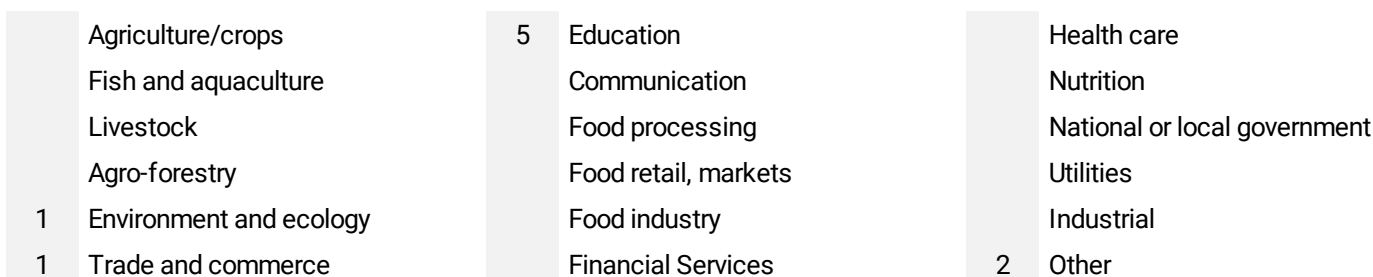 Agriculture/crops 5 Education Health care
Fish and aquaculture Communication Nutrition
Livestock Food processing National or local government
Agro-forestry Food retail, markets Utilities
1 Environment and ecology Food industry Industrial
1 Trade and commerce Financial Services 2 Other